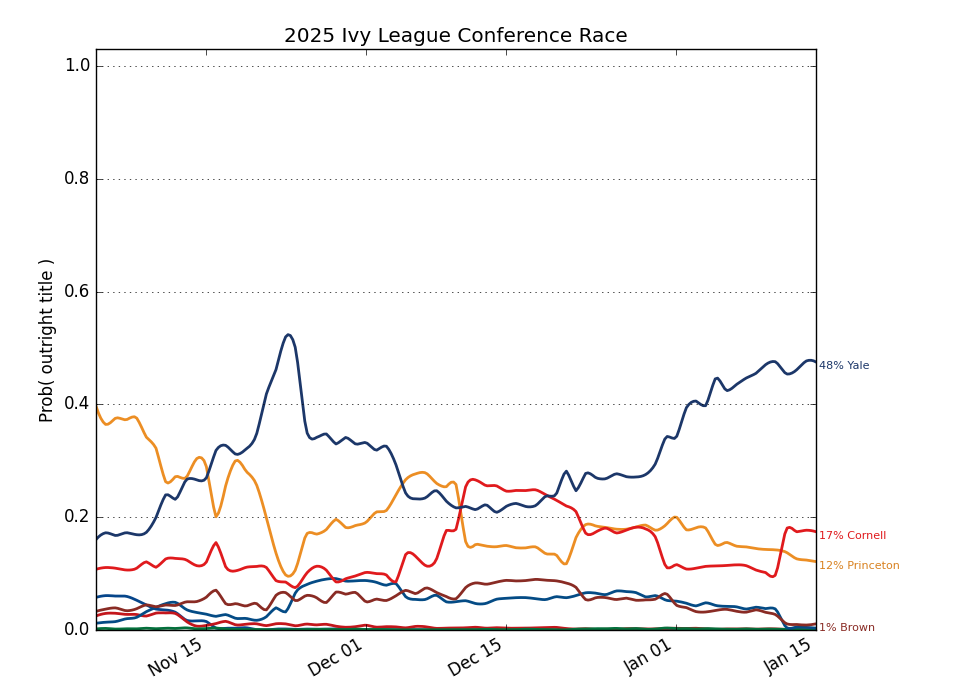 2025 Ivy League Conference Race
Prob( outright title )
1.0
0.8
0.6
0.4
0.2
0.0
48% Yale
17% Cornell
12% Princeton
1% Brown
Nov 15
Dec 01
Dec 15
Jan 01
Jan 15